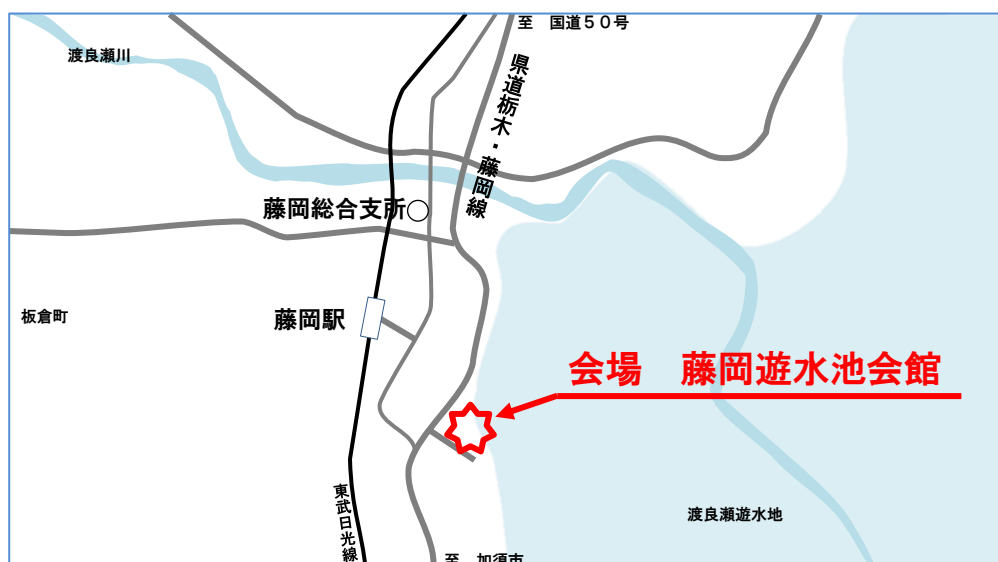 至　国道５０号
渡良瀬川
県道栃木・藤岡線
藤岡総合支所○
板倉町
藤岡駅
会場　藤岡遊水池会館
東武日光線
渡良瀬遊水地
至　加須市